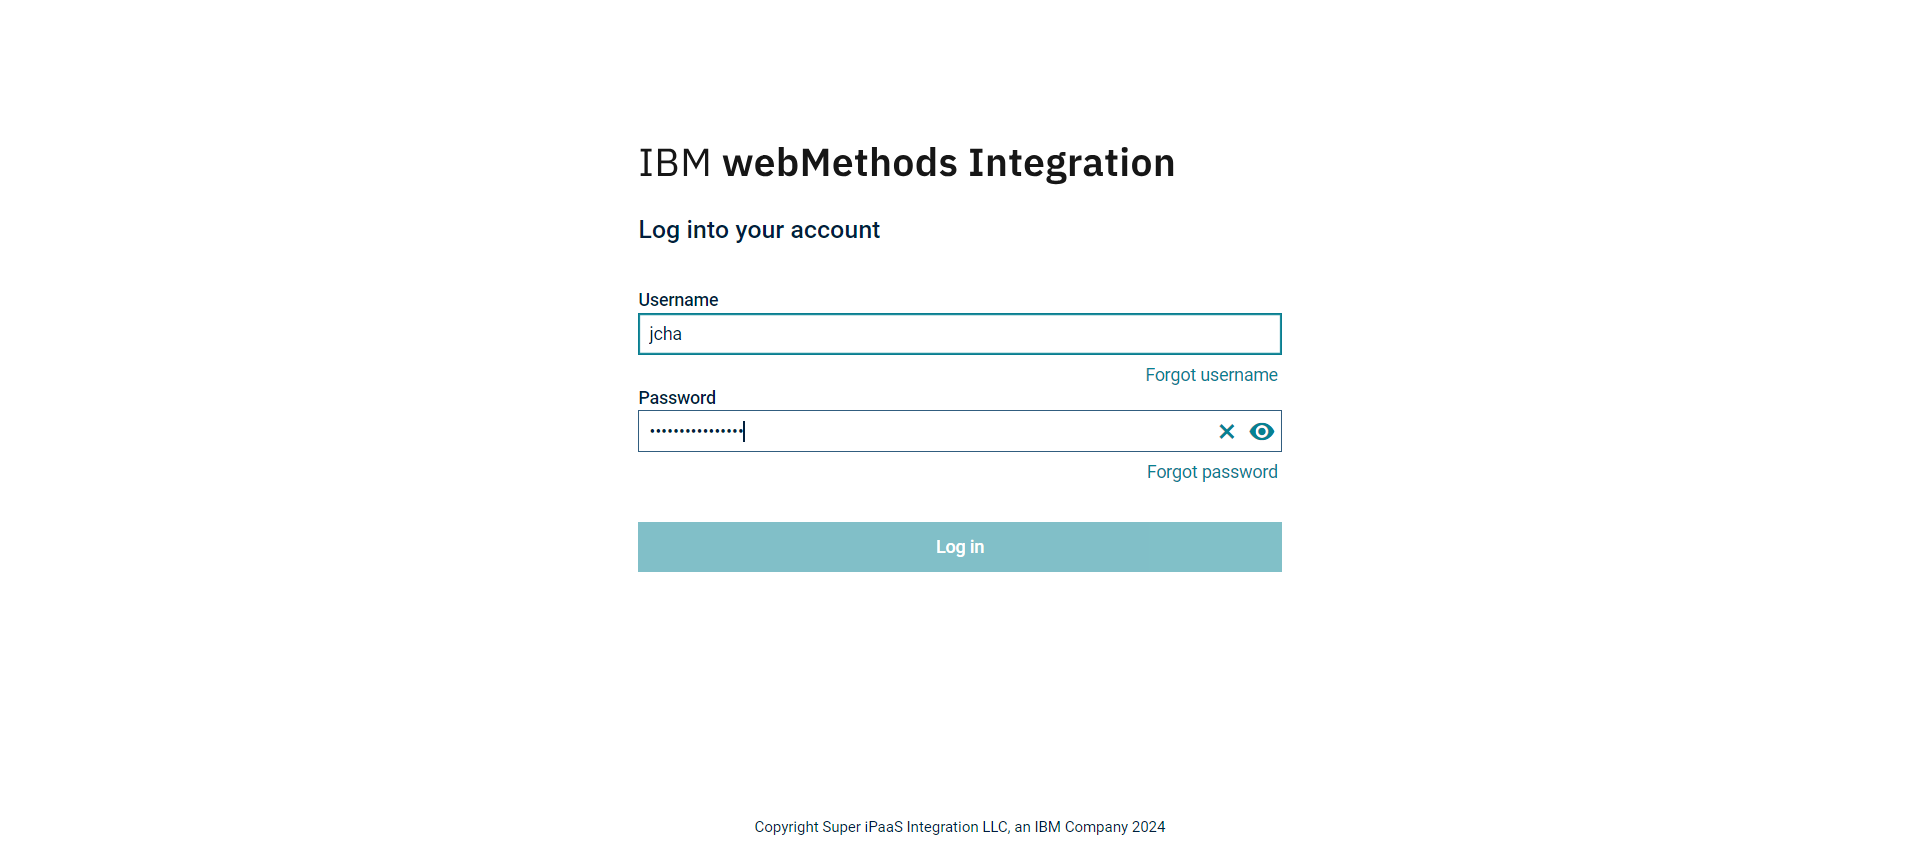 IBM webMethods Integration
Log into your account
Username
jcha
Forgot username
Password
••••••••••••••••
Forgot password
Log in
Copyright Super iPaaS Integration LLC, an IBM Company 2024